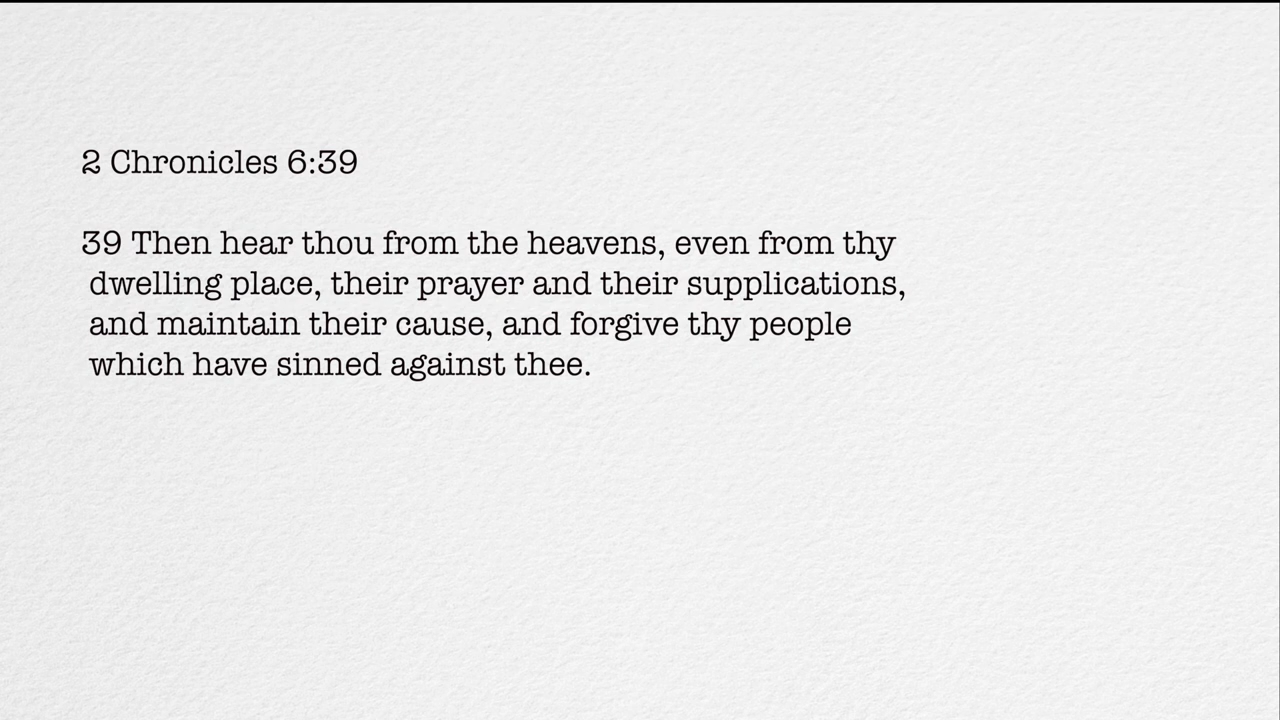 2 Chronicles 6:39
39 Then hear thou from the heavens, even from thy
dwelling place, their prayer and their supplications,
and maintain their cause, and forgive thy people
which have sinned against thee.